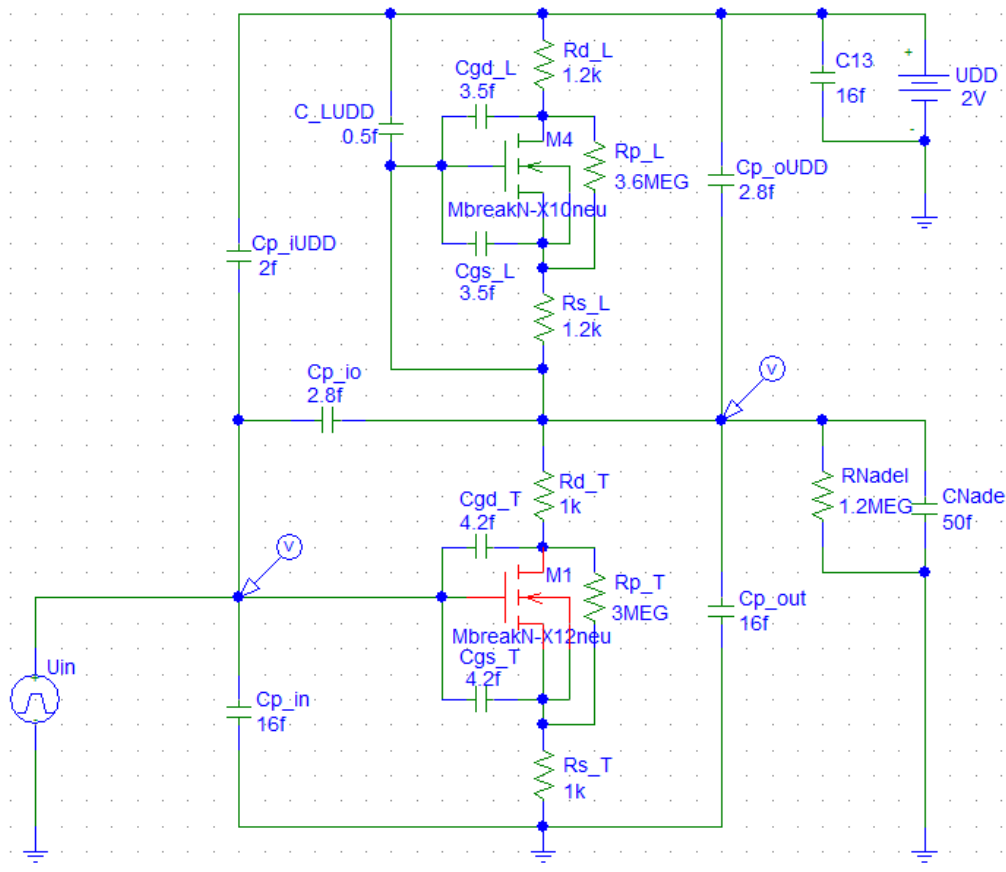 Rd_L
1.2k
C13
16f
+
UDD
2V
-
Cgd_L
3.5f
C_LUDD
0.5f
M4
Rp_L
3.6MEG
Cp_oUDD
2.8f
MbreakN-X10neu
Cp_iUDD
2f
Cgs_L
3.5f
Rs_L
1.2k
Cp_io
2.8f
V
Rd_T
1k
RNadel
1.2MEG
CNade
50f
Cgd_T
4.2f
V
M1
Rp_T
3MEG
Cp_out
16f
MbreakN-X12neu
Cgs_T
4.2f
Uin
+
-
Cp_in
16f
Rs_T
1k